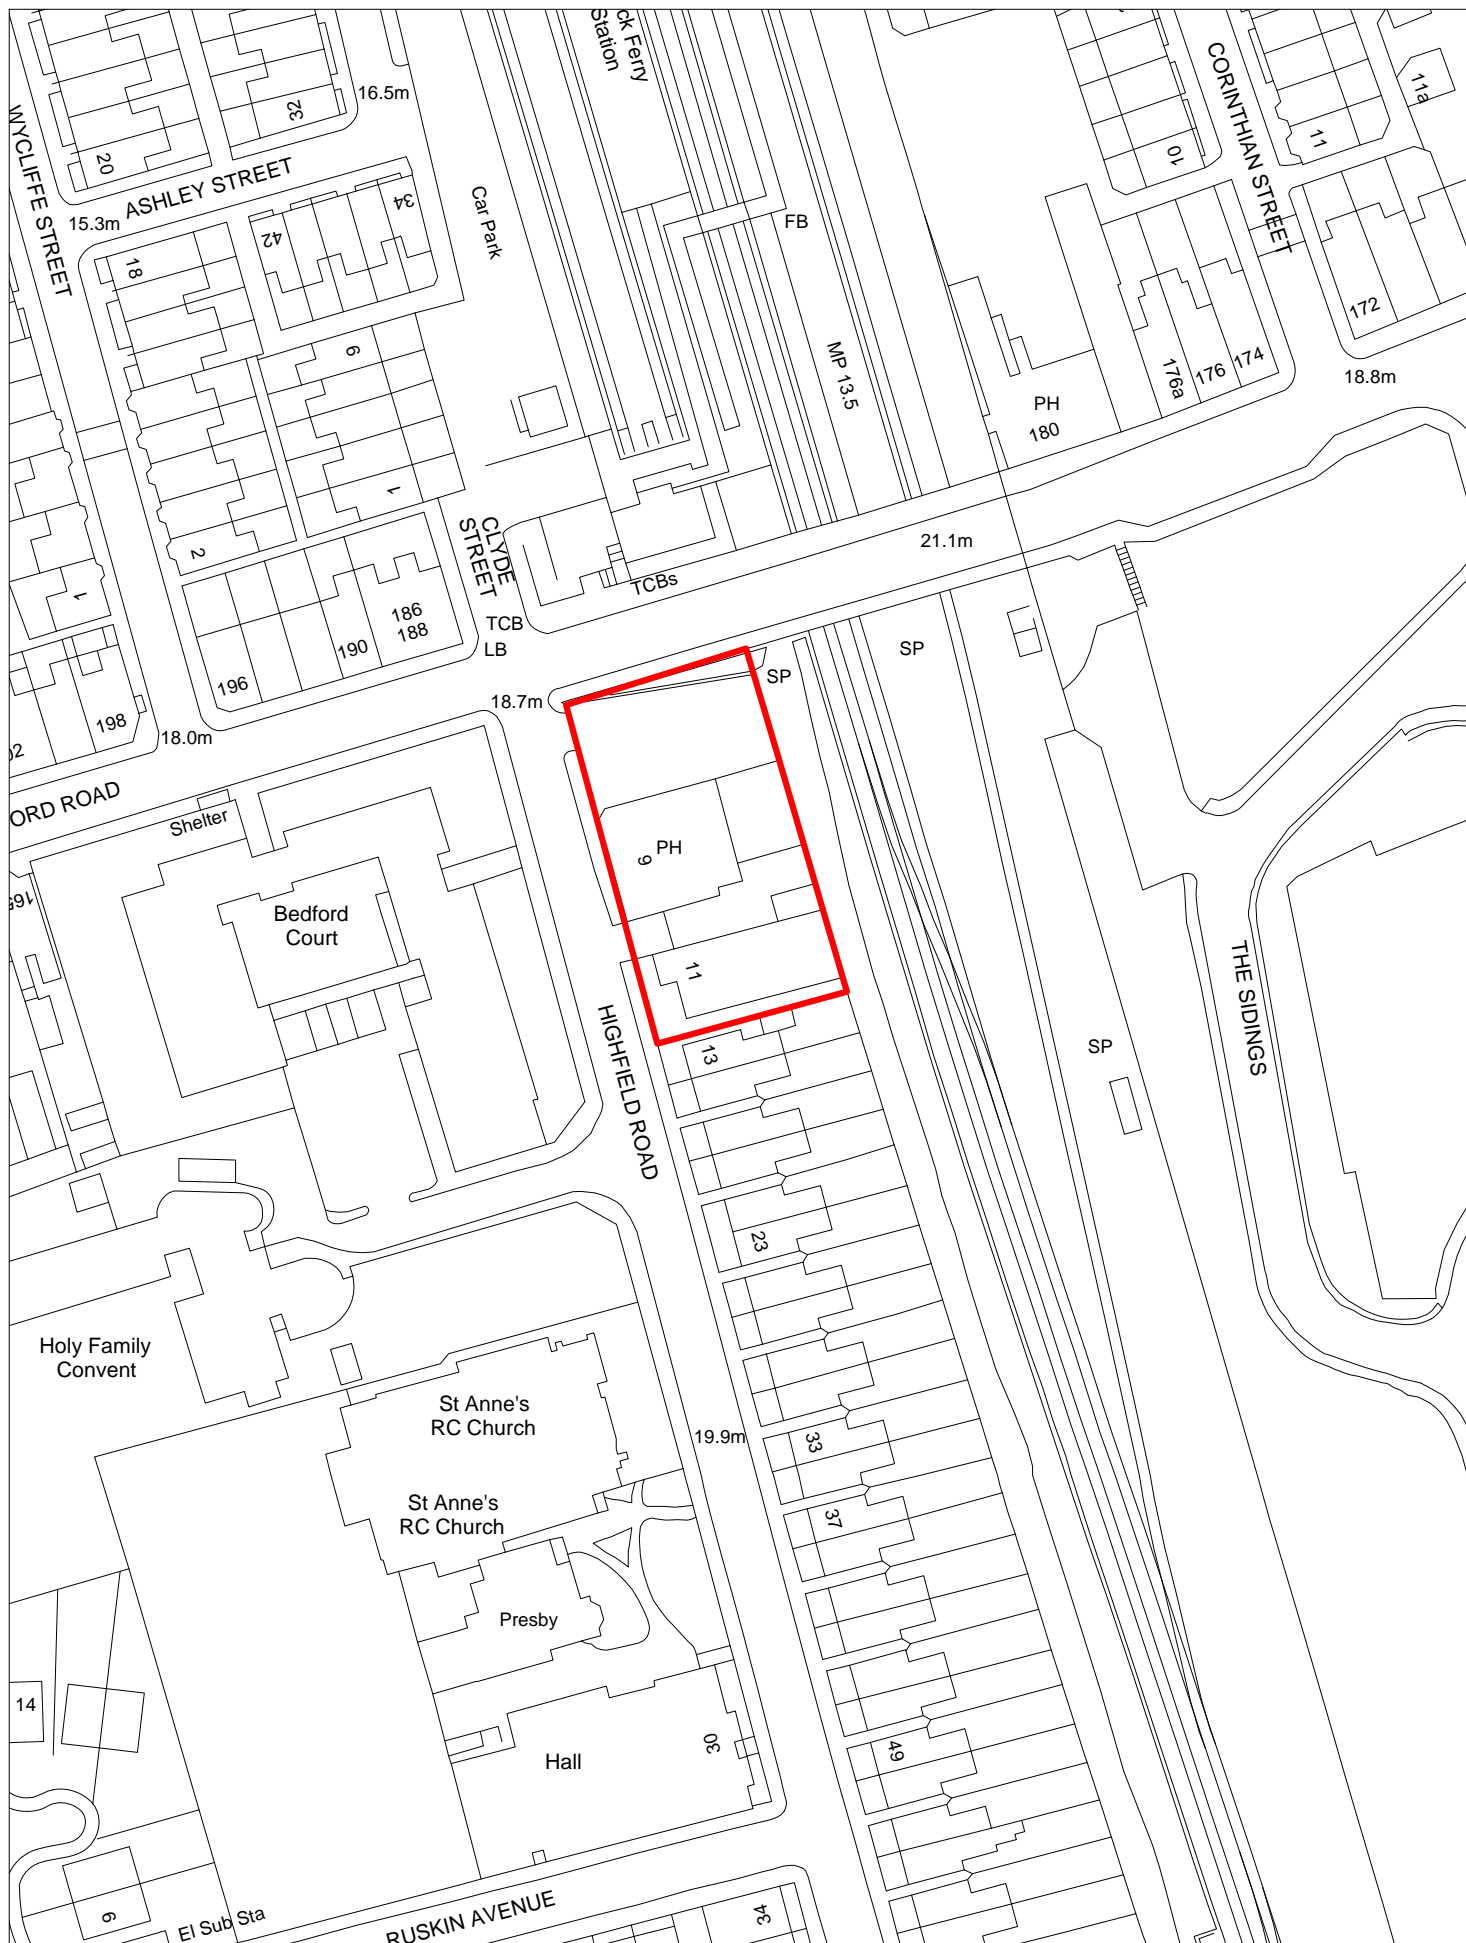 ck Ferry
Station
WYCLIFFE STREET
20
32
16.5m
ASHLEY STREET
15.3m
18
42
34
Car Park
FB
MP 13.5
CORINTHIAN STREET
10
11
11a
172
174
176
176a
18.8m
PH
180
9
1
2
1
CLYDE
STREET
TCBs
21.1m
186
188
190
196
TCB
LB
198
02
18.0m
18.7m
SP
SP
ORD ROAD
Shelter
Bedford
Court
PH
9
11
13
HIGHFIELD ROAD
THE SIDINGS
SP
23
Holy Family
Convent
St Anne's
RC Church
St Anne's
RC Church
19.9m
33
37
Presby
49
14
Hall
30
El Sub Sta
RUSKIN AVENUE
34